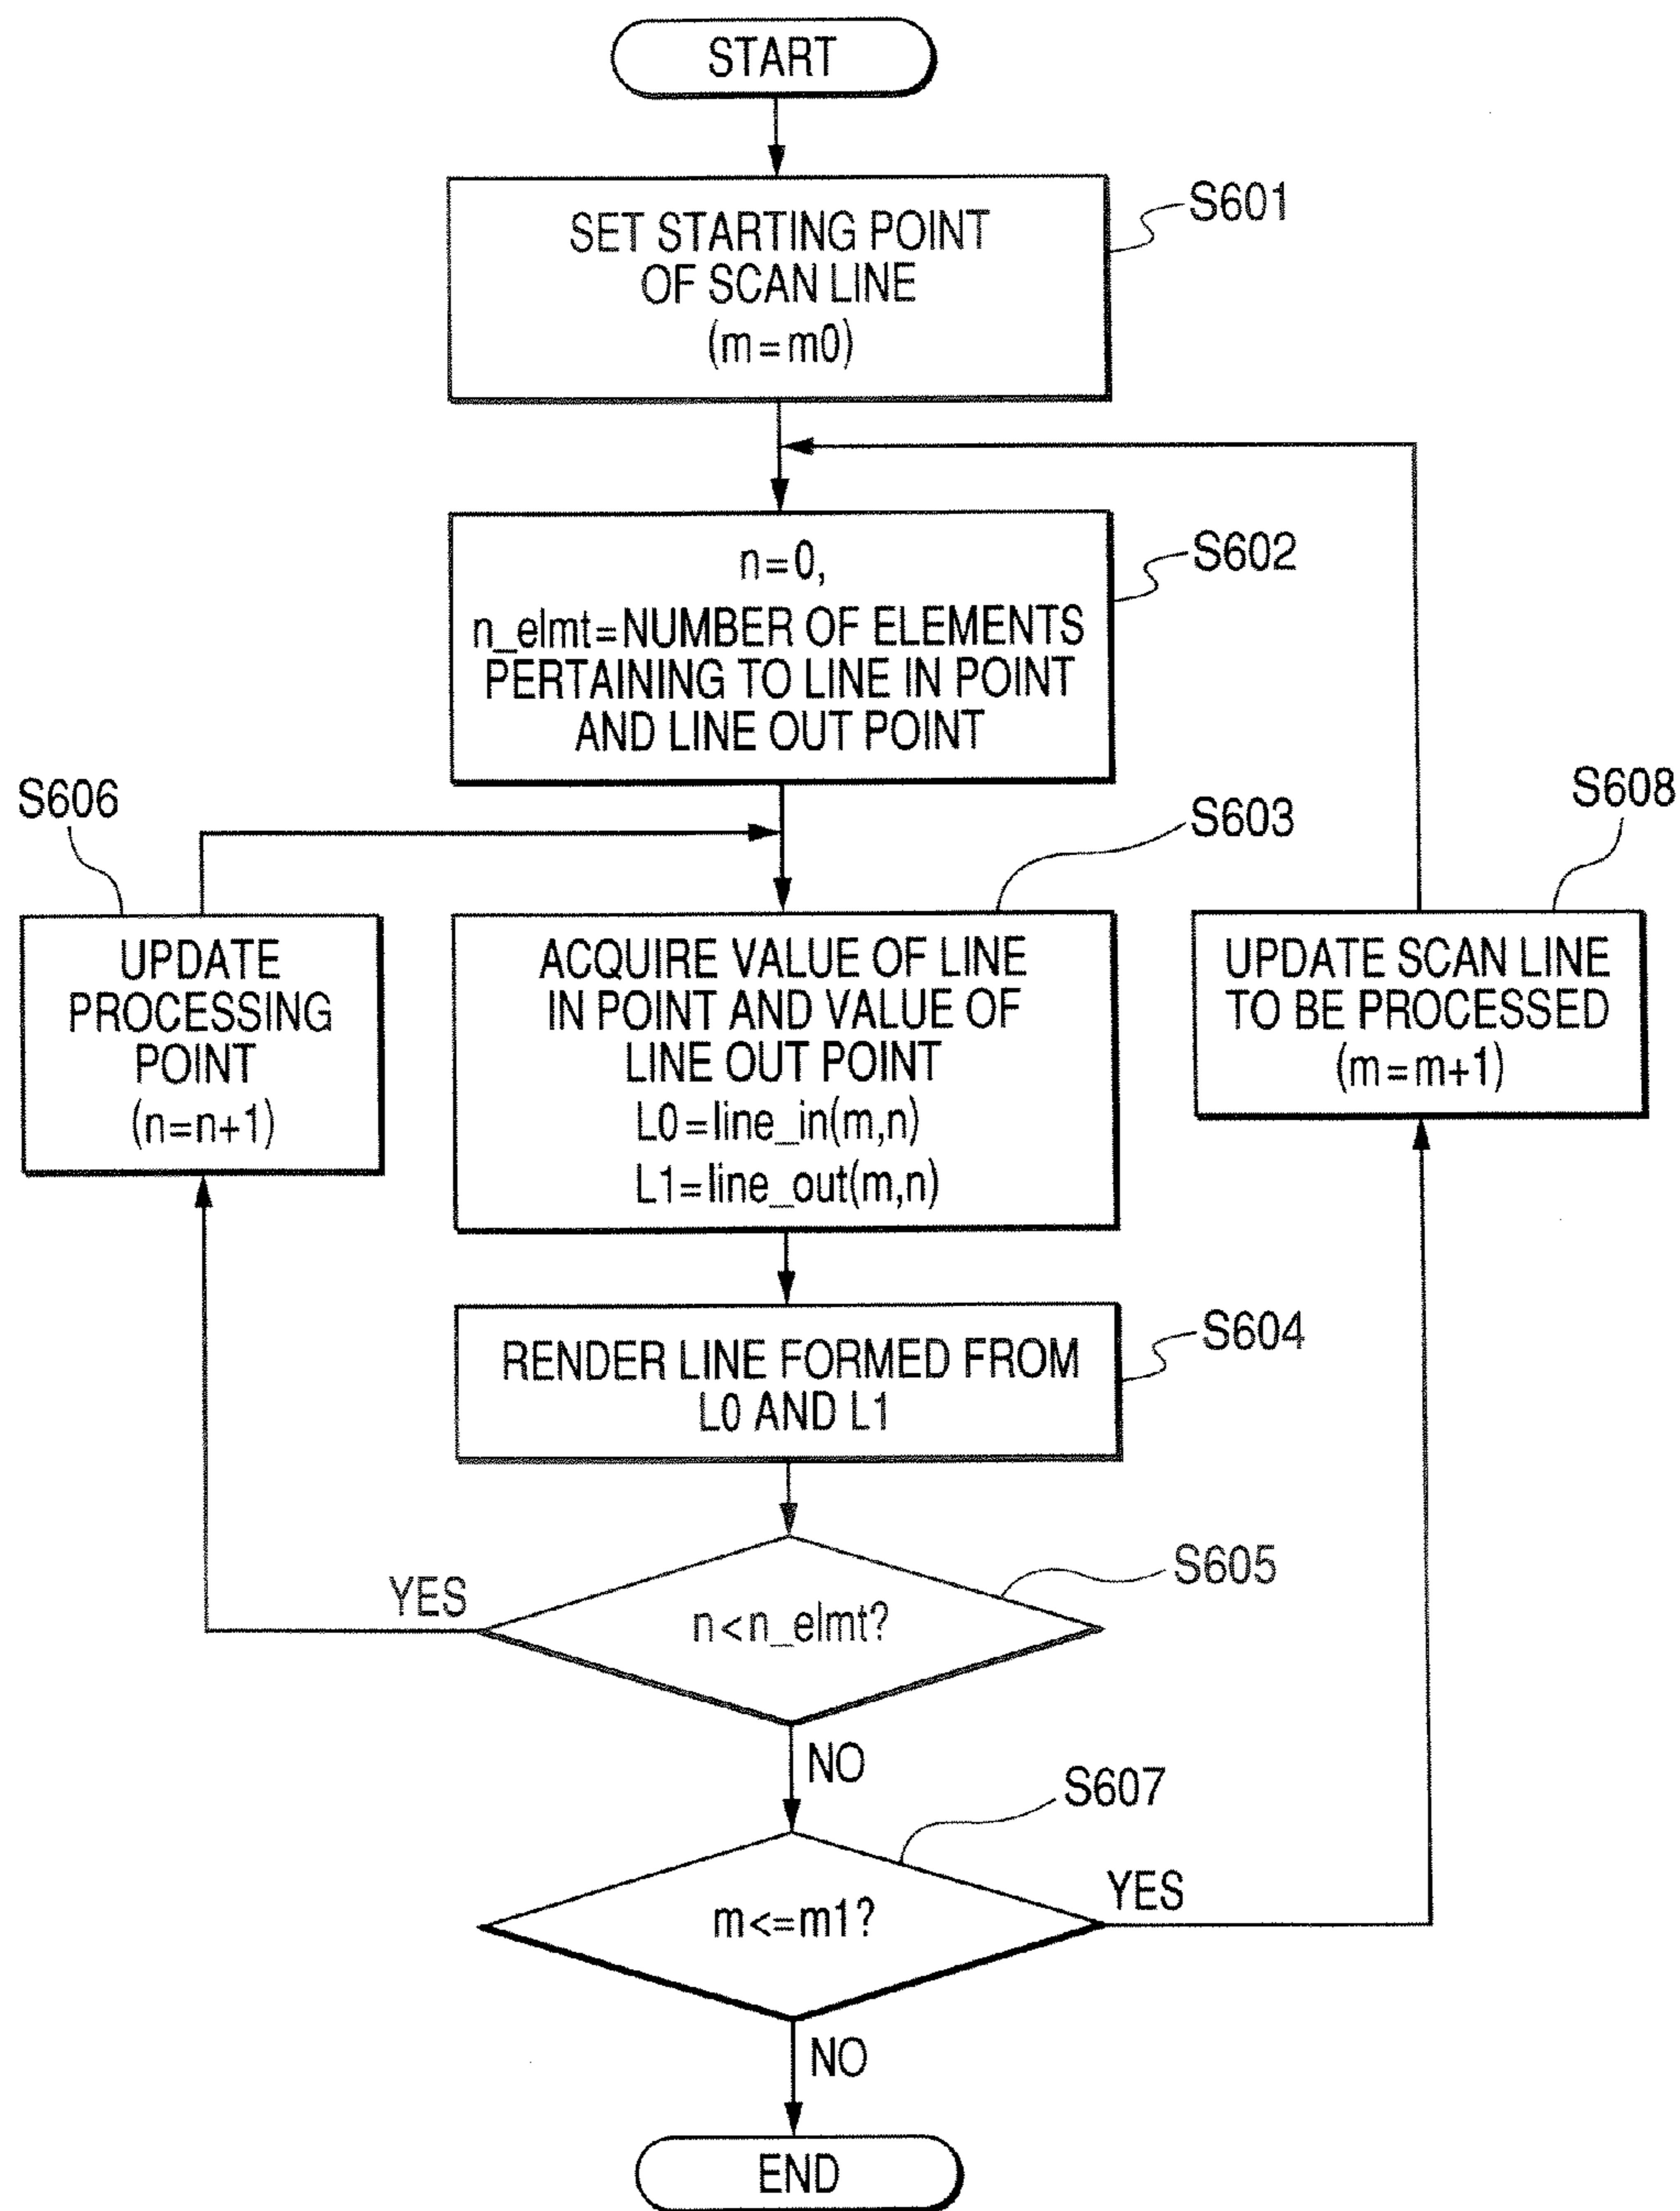 START
S601
SET STARTING POINT
OF SCAN LINE
(m=m0)
S602
n=0,
n_elmt=NUMBER OF ELEMENTS
PERTAINING TO LINE IN POINT
AND LINE OUT POINT
S606
UPDATE
PROCESSING
POINT
(n=n+1)
S603
ACQUIRE VALUE OF LINE
IN POINT AND VALUE OF
LINE OUT POINT
L0=line_in(m,n)
L1=line_out(m,n)
S608
UPDATE SCAN LINE
TO BE PROCESSED
(m=m+1)
S604
RENDER LINE FORMED FROM
L0 AND L1
S605
YES
n<n_elmt?
NO
S607
m<=m1?
YES
NO
END